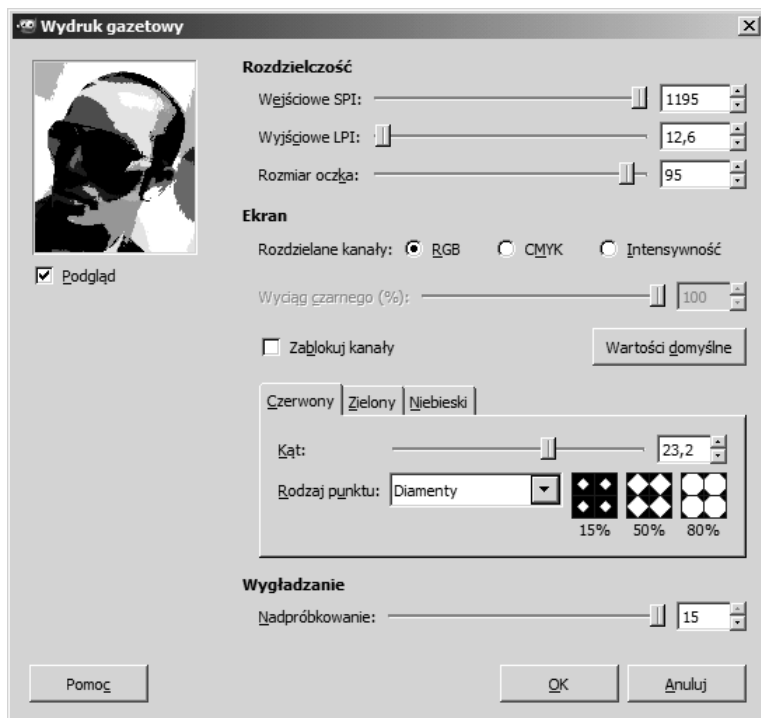 Wydruk gazetowy
Rozdzielczość
Wejściowe SPI: 1195
Wyjściowe LPI: 12,6
Rozmiar oczka: 95
Ekran
Rozdzielane kanały: RGB CMYK Intensywność
Podgląd
Wyciąg czarnego (%): 100
Zablokuj kanały Wartości domyślne
Czerwony Zielony Niebieski
Kąt: 23,2
Rodzaj punktu: Diamenty
15% 50% 80%
Wygładzanie
Nadpróbkowanie: 15
Pomoc OK Anuluj